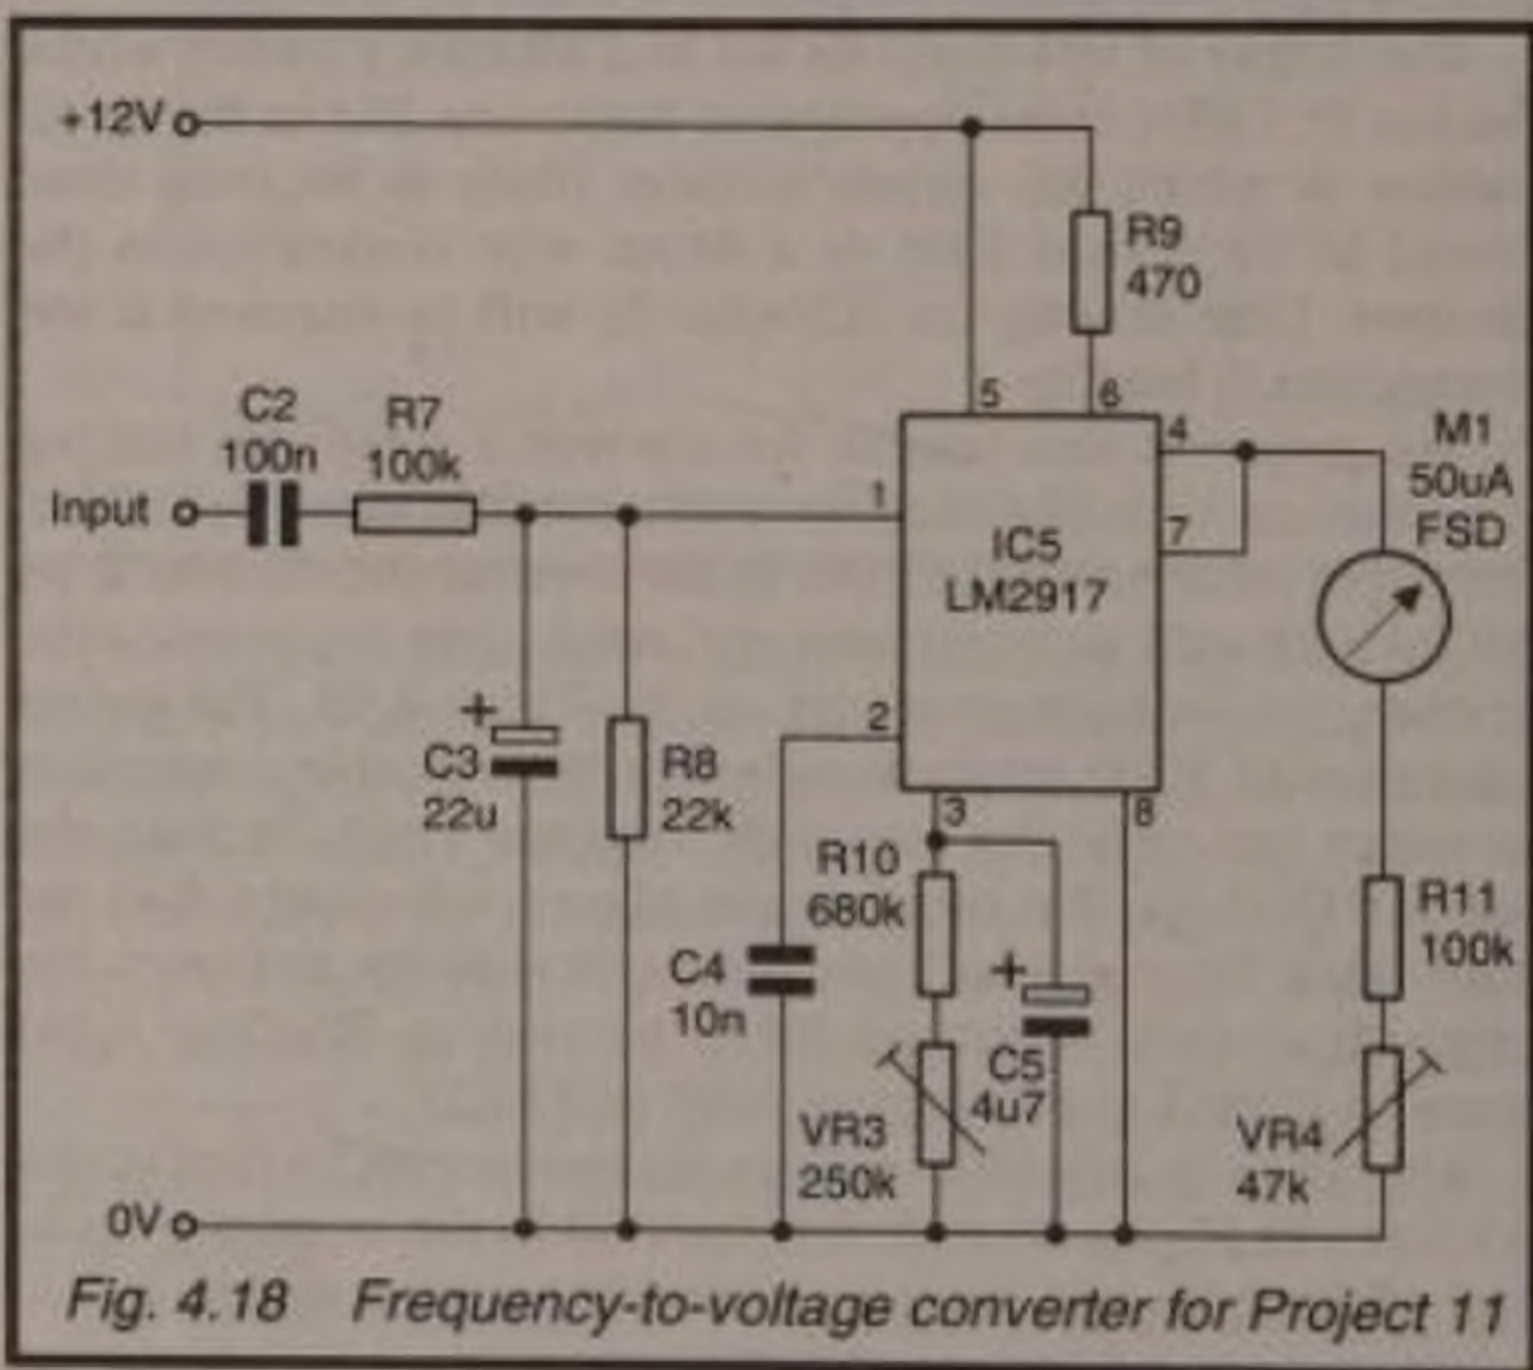 +12V
R9
470
C2
100n
R7
100k
5
6
4
M1
50uA
FSD
Input
1
7
IC5
LM2917
2
+
C3
22u
R8
22k
3
8
R10
680k
R11
100k
C4
10n
+
C5
4u7
VR3
250k
VR4
47k
0V
Fig. 4.18 Frequency-to-voltage converter for Project 11